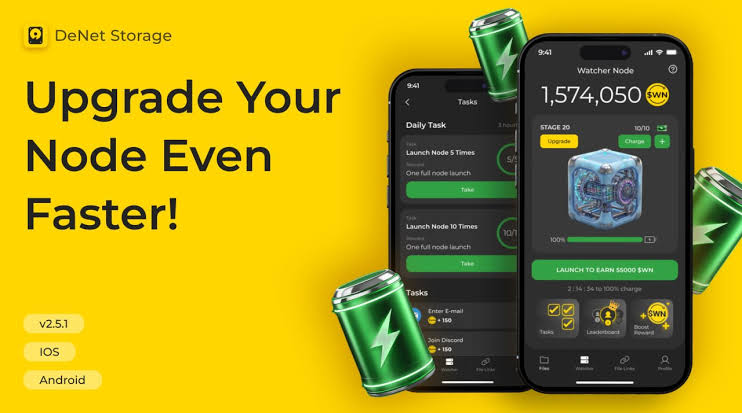 DeNet Storage
Upgrade Your
Node Even
Faster!
v2.5.1
IOS
Android
9:41
Tasks
Daily Task
3 hours
Task
Launch Node 5 Times
Reward
One full node launch
5/5
Take
Task
Launch Node 10 Times
Reward
One full node launch
10/1
Take
Tasks
Enter E-mail
+ 150
Join Discord
+ 150
Watcher
File Links
9:41
Watcher Node
1,574,050 $WN
STAGE 20
10/10
Upgrade
Charge
+
100%
LAUNCH TO EARN 55000 $WN
2 : 14 : 34 to 100% charge
Tasks
Leaderboard
$WN
Boost
Reward
Files
Watcher
File Links
Profile